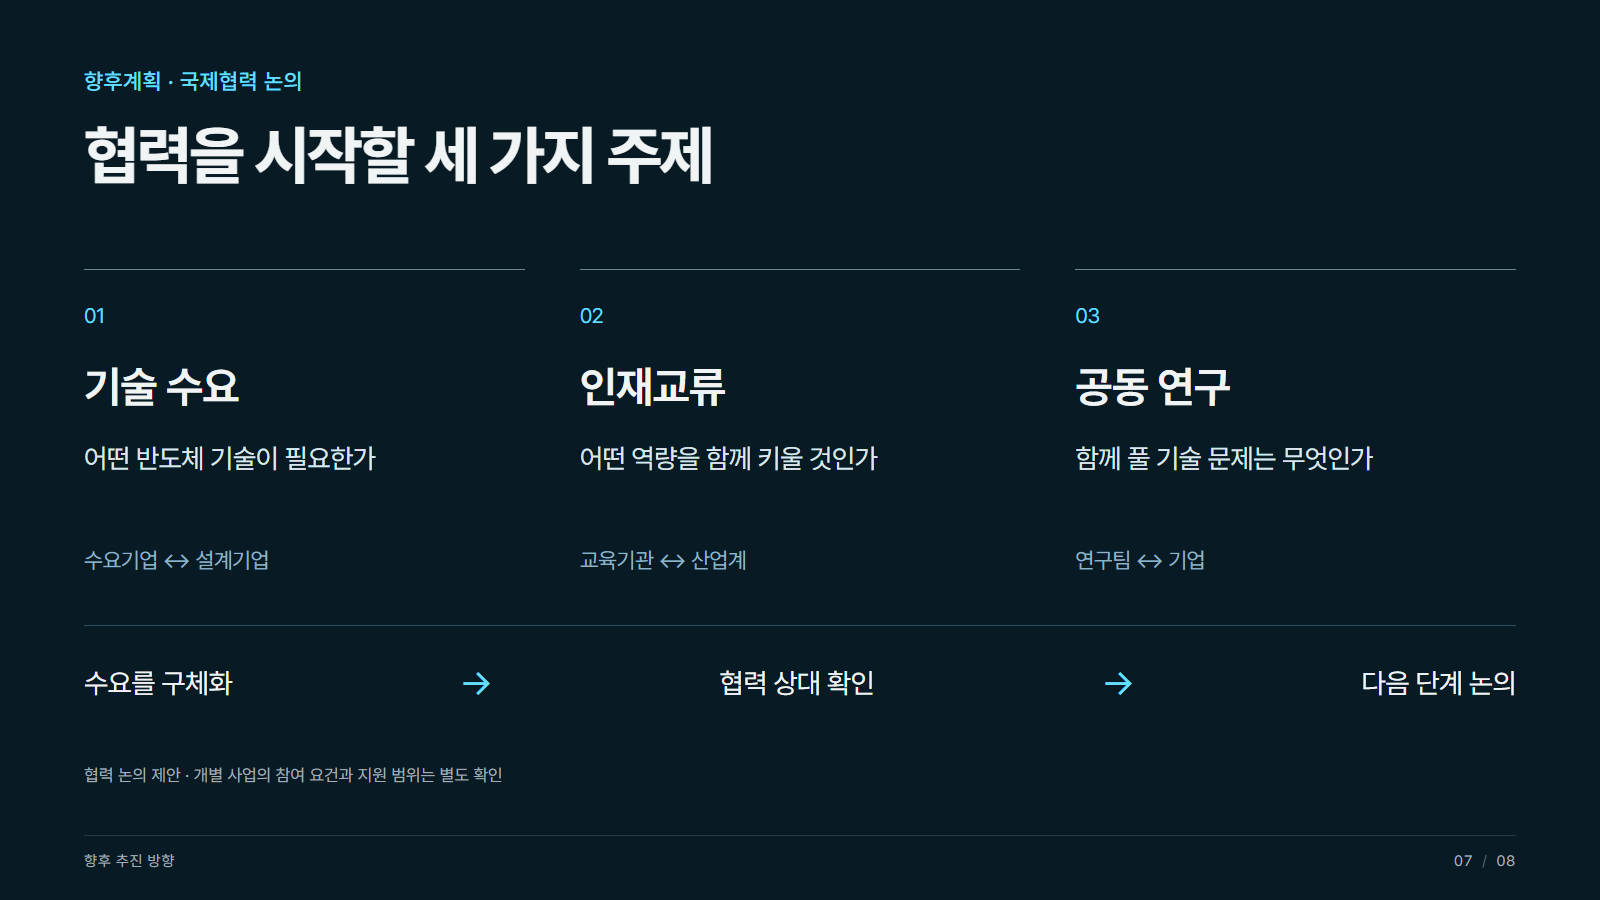 향후계획 · 국제협력 논의
협력을 시작할 세 가지 주제
01
기술 수요
어떤 반도체 기술이 필요한가
수요기업 ↔ 설계기업
02
인재교류
어떤 역량을 함께 키울 것인가
교육기관 ↔ 산업계
03
공동 연구
함께 풀 기술 문제는 무엇인가
연구팀 ↔ 기업
수요를 구체화 → 협력 상대 확인 → 다음 단계 논의
협력 논의 제안 · 개별 사업의 참여 요건과 지원 범위는 별도 확인
향후 추진 방향
07 / 08